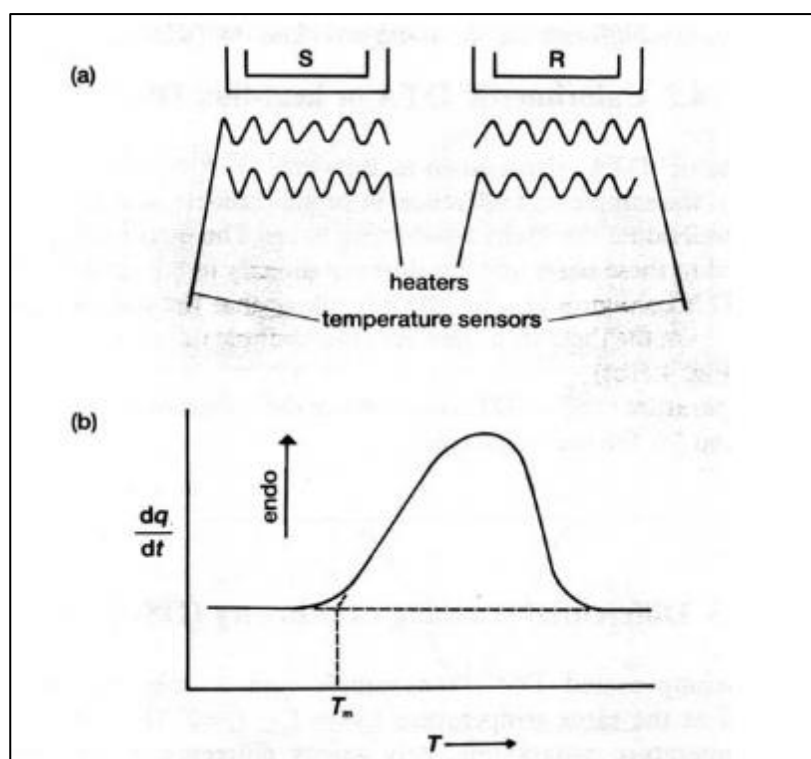 (a)
S
R
heaters
temperature sensors
(b)
endo
dq
dt
Tm
T